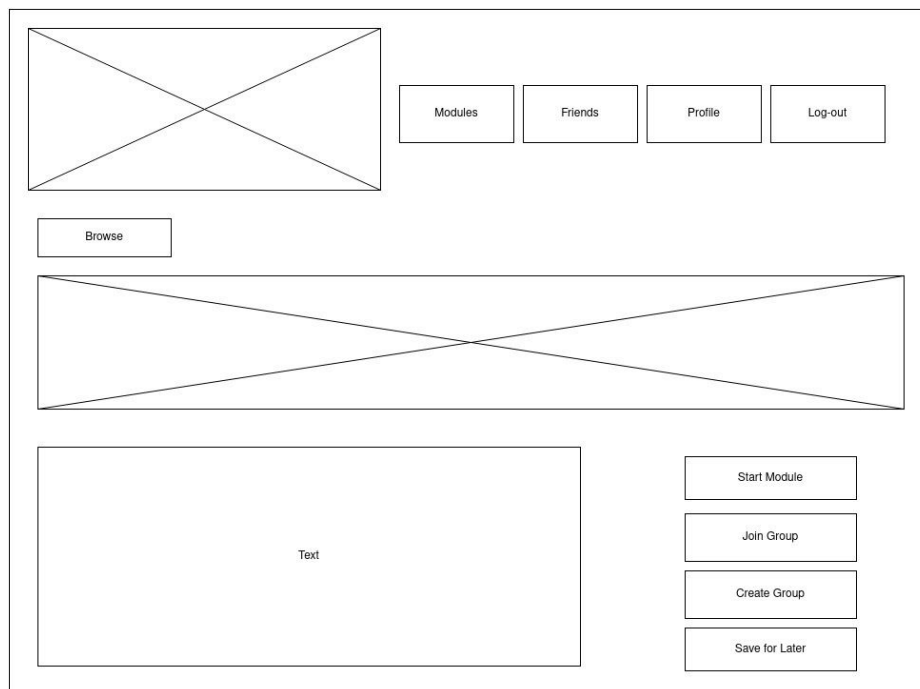 Modules
Friends
Profile
Log-out
Browse
Text
Start Module
Join Group
Create Group
Save for Later